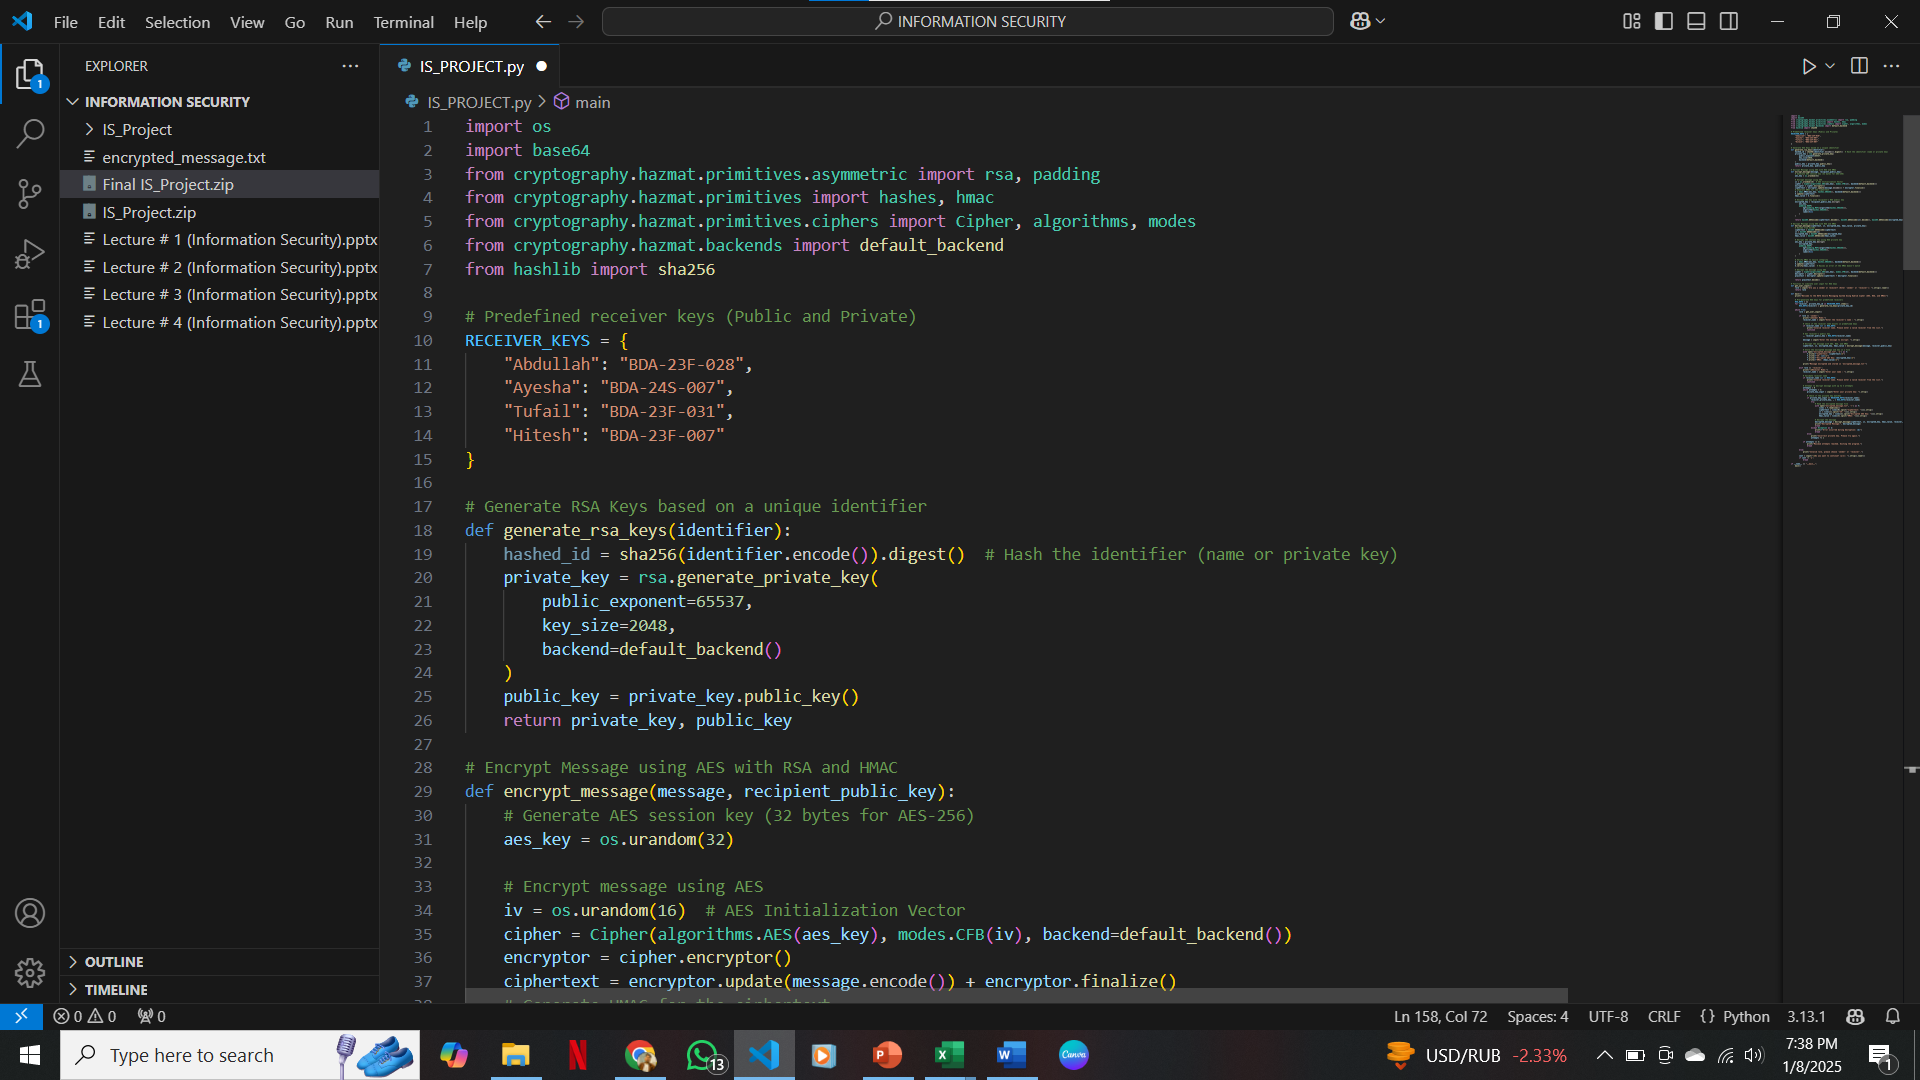 File Edit Selection View Go Run Terminal Help
INFORMATION SECURITY
EXPLORER
1
INFORMATION SECURITY
IS_Project
encrypted_message.txt
Final IS_Project.zip
IS_Project.zip
Lecture # 1 (Information Security).pptx
Lecture # 2 (Information Security).pptx
Lecture # 3 (Information Security).pptx
Lecture # 4 (Information Security).pptx
1
OUTLINE
TIMELINE
IS_PROJECT.py
IS_PROJECT.py > main
1 import os
2 import base64
3 from cryptography.hazmat.primitives.asymmetric import rsa, padding
4 from cryptography.hazmat.primitives import hashes, hmac
5 from cryptography.hazmat.primitives.ciphers import Cipher, algorithms, modes
6 from cryptography.hazmat.backends import default_backend
7 from hashlib import sha256
8
9 # Predefined receiver keys (Public and Private)
10 RECEIVER_KEYS = {
11 "Abdullah": "BDA-23F-028",
12 "Ayesha": "BDA-24S-007",
13 "Tufail": "BDA-23F-031",
14 "Hitesh": "BDA-23F-007"
15 }
16
17 # Generate RSA Keys based on a unique identifier
18 def generate_rsa_keys(identifier):
19 hashed_id = sha256(identifier.encode()).digest() # Hash the identifier (name or private key)
20 private_key = rsa.generate_private_key(
21 public_exponent=65537,
22 key_size=2048,
23 backend=default_backend()
24 )
25 public_key = private_key.public_key()
26 return private_key, public_key
27
28 # Encrypt Message using AES with RSA and HMAC
29 def encrypt_message(message, recipient_public_key):
30 # Generate AES session key (32 bytes for AES-256)
31 aes_key = os.urandom(32)
32
33 # Encrypt message using AES
34 iv = os.urandom(16) # AES Initialization Vector
35 cipher = Cipher(algorithms.AES(aes_key), modes.CFB(iv), backend=default_backend())
36 encryptor = cipher.encryptor()
37 ciphertext = encryptor.update(message.encode()) + encryptor.finalize()
0 0 0
Ln 158, Col 72 Spaces: 4 UTF-8 CRLF {} Python 3.13.1
Type here to search
13
Canva
USD/RUB -2.33%
7:38 PM
1/8/2025
1